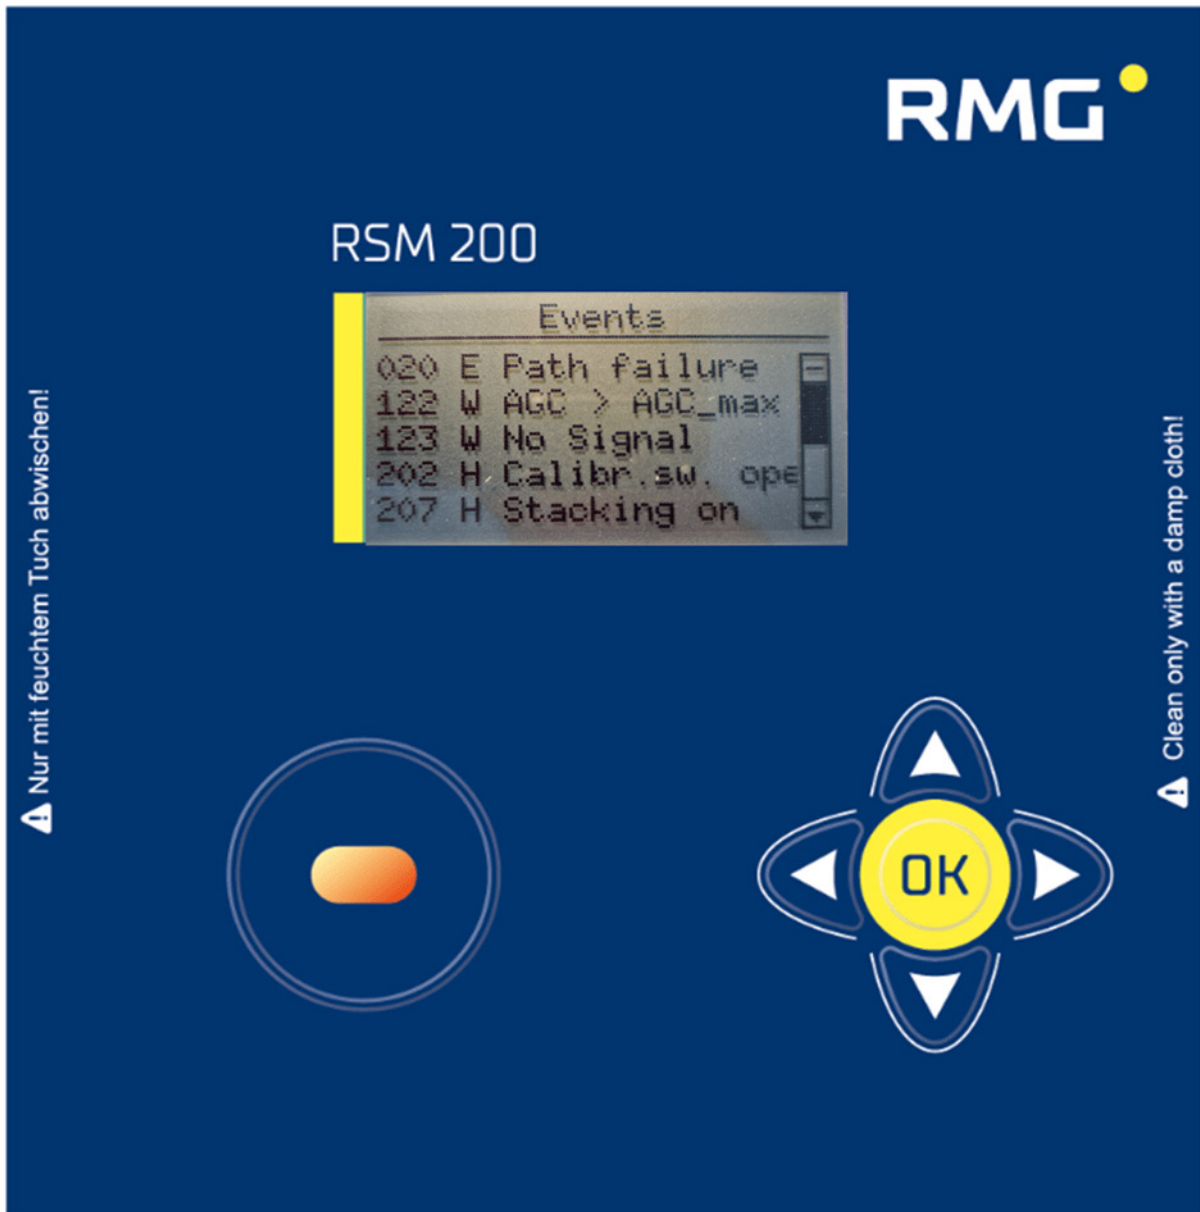 RMG
RSM 200
Events
020 E Path failure
122 W AGC > AGC_max
123 W No Signal
202 H Calibr.sw. ope
207 H Stacking on
Nur mit feuchtem Tuch abwischen!
Clean only with a damp cloth!
OK